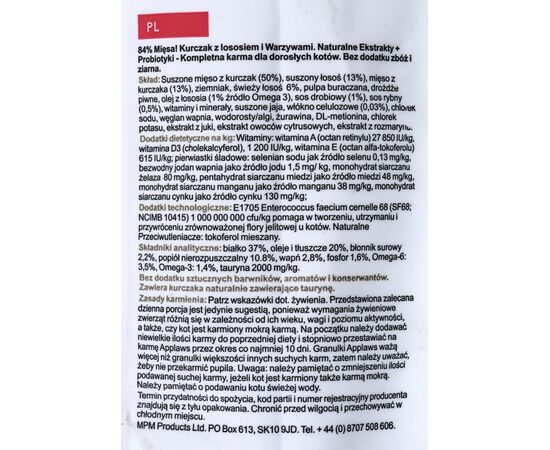 PL
84% Mięsa! Kurczak z łososiem i Warzywami. Naturalne Ekstrakty +
Probiotyki - Kompletna karma dla dorosłych kotów. Bez dodatku zbóż i
ziarna.
Skład: Suszone mięso z kurczaka (50%), suszony łosoś (13%), mięso z
kurczaka (13%), ziemniak, świeży łosoś 6%, pulpa buraczana, drożdże
piwne, olej z łososia (1% źródło Omega 3), sos drobiowy (1%), sos rybny
(0,5%), witaminy i minerały, suszone jaja, włókno celulozowe (0,03%), chlorek
sodu, węglan wapnia, wodorosty/algi, żurawina, DL-metionina, chlorek
potasu, ekstrakt z juki, ekstrakt owoców cytrusowych, ekstrakt z rozmarynu.
Dodatki dietetyczne na kg: Witaminy: witamina A (octan retinylu) 27 850 IU/kg,
witamina D3 (cholekalcyferol), 1 200 IU/kg, witamina E (octan alfa-tokoferolu)
615 IU/kg; pierwiastki śladowe: selenian sodu jak źródło selenu 0,13 mg/kg,
bezwodny jodan wapnia jako źródło jodu 1,5 mg/ kg, monohydrat siarczanu
żelaza 80 mg/kg, pentahydrat siarczanu miedzi jako źródło miedzi 48 mg/kg,
monohydrat siarczanu manganu jako źródło manganu 38 mg/kg, monohydrat
siarczanu cynku jako źródło cynku 130 mg/kg;
Dodatki technologiczne: E1705 Enterococcus faecium cernelle 68 (SF68;
NCIMB 10415) 1 000 000 000 cfu/kg pomaga w tworzeniu, utrzymaniu i
przywróceniu zrównoważonej flory jelitowej u kotów. Naturalne
Przeciwutleniacze: tokoferol mieszany.
Składniki analityczne: białko 37%, oleje i tłuszcze 20%, błonnik surowy
2,2%, popiół nierozpuszczalny 10.8%, wapń 2,8%, fosfor 1,6%, Omega-6:
3,5%, Omega-3: 1,4%, tauryna 2000 mg/kg.
Bez dodatku sztucznych barwników, aromatów i konserwantów.
Zawiera kurczaka naturalnie zawierające taurynę.
Zasady karmienia: Patrz wskazówki dot. żywienia. Przedstawiona zalecana
dzienna porcja jest jedynie sugestią, ponieważ wymagania żywieniowe
zwierząt różnią się w zależności od ich wieku, wagi i poziomu aktywności,
a także, czy kot jest karmiony mokrą karmą. Na początku należy dodawać
niewielkie ilości karmy do poprzedniej diety i stopniowo przestawiać na
karmę Applaws przez okres co najmniej 10 dni. Granulki Applaws ważą
więcej niż granulki większości innych suchych karm, zatem należy uważać,
żeby nie przekarmić pupila. Uwaga: należy pamiętać o zmniejszeniu ilości
podawanej suchej karmy, jeżeli kot jest karmiony także karmą mokrą.
Należy pamiętać o podawaniu kotu świeżej wody.
Termin przydatności do spożycia, kod partii i numer rejestracyjny producenta
znajdują się z tyłu opakowania. Chronić przed wilgocią i przechowywać w
chłodnym miejscu.
MPM Products Ltd. PO Box 613, SK10 9JD. Tel. + 44 (0) 8707 508 606.